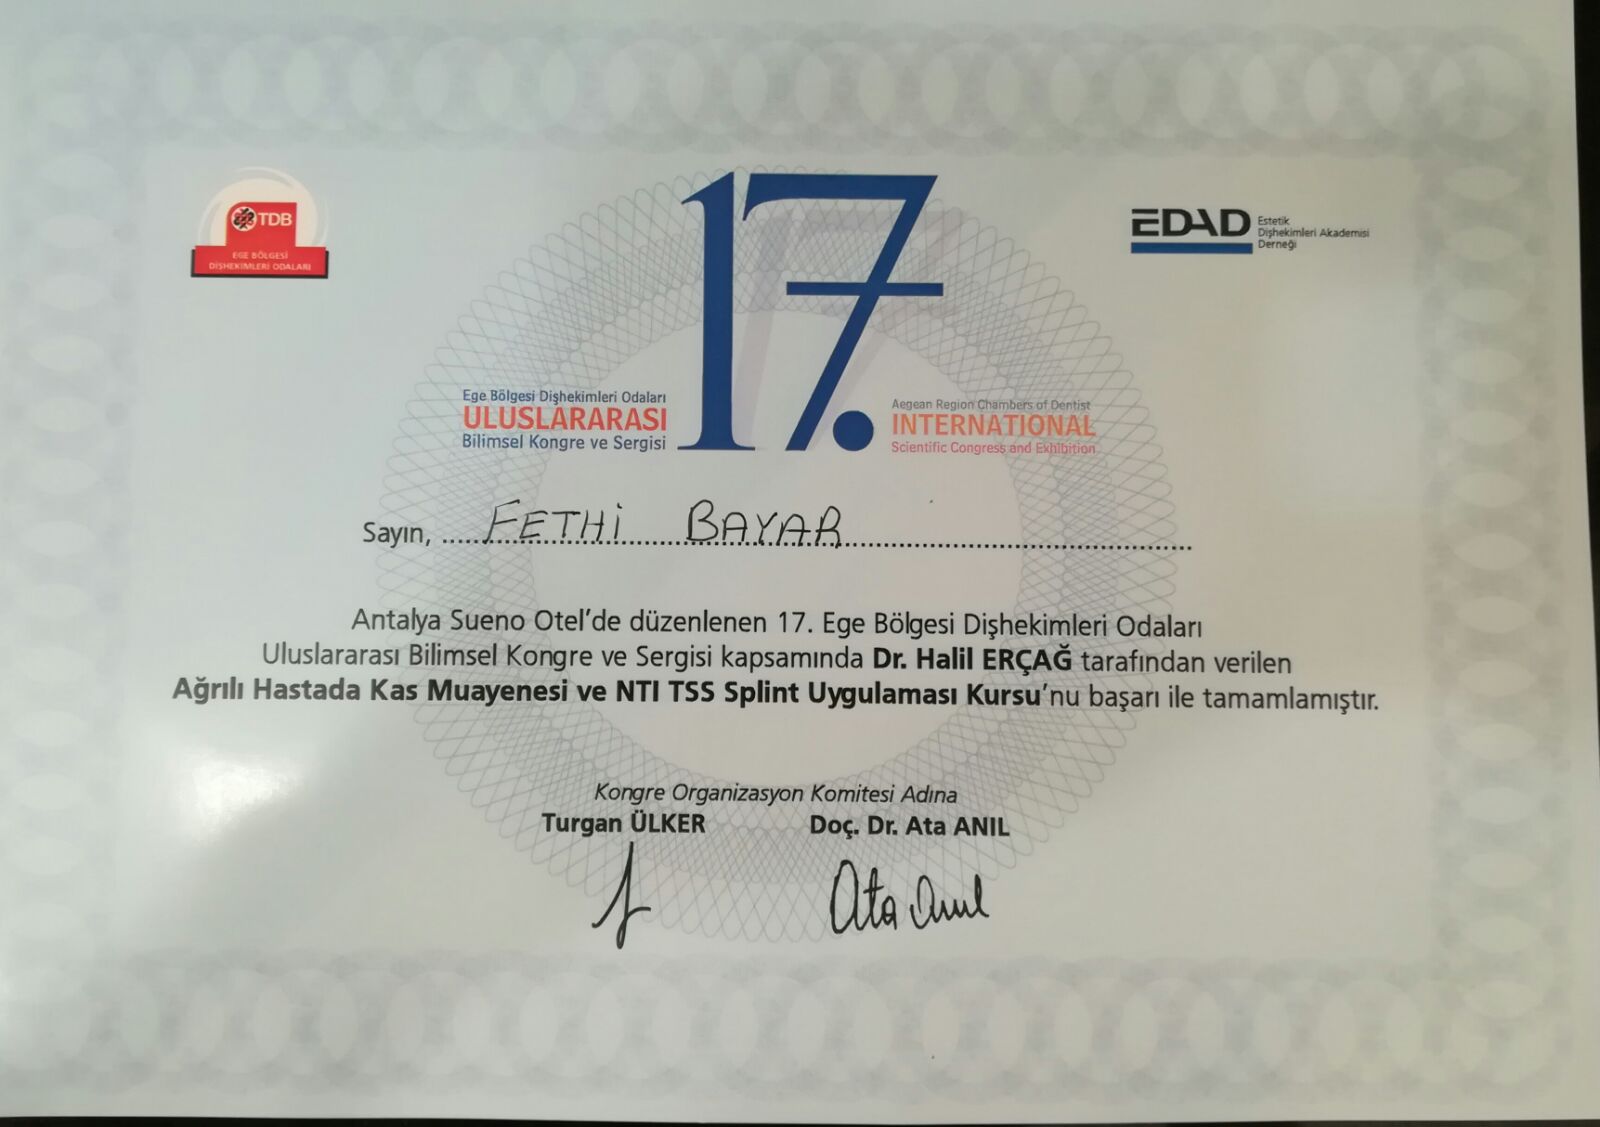 TDB
EGE BÖLGESİ
DİŞHEKİMLERİ ODALARI
17.
EDAD
Estetik
Dişhekimleri Akademisi
Derneği
Ege Bölgesi Dişhekimleri Odaları
ULUSLARARASI
Bilimsel Kongre ve Sergisi
Aegean Region Chambers of Dentist
INTERNATIONAL
Scientific Congress and Exhibition
Sayın, FETHİ BAYAR
Antalya Sueno Otel’de düzenlenen 17. Ege Bölgesi Dişhekimleri Odaları
Uluslararası Bilimsel Kongre ve Sergisi kapsamında Dr. Halil ERÇAĞ tarafından verilen
Ağrılı Hastada Kas Muayenesi ve NTI TSS Splint Uygulaması Kursu’nu başarı ile tamamlamıştır.
Kongre Organizasyon Komitesi Adına
Turgan ÜLKER Doç. Dr. Ata ANIL
Ata Anıl